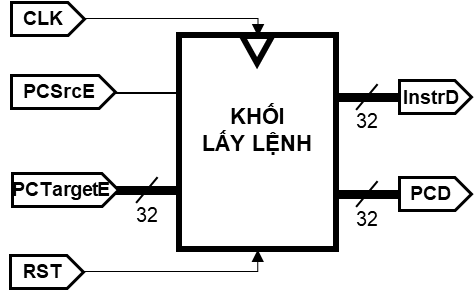 CLK
PCSrcE
PCTargetE
32
RST
KHỐI
LẤY LỆNH
InstrD
32
PCD
32